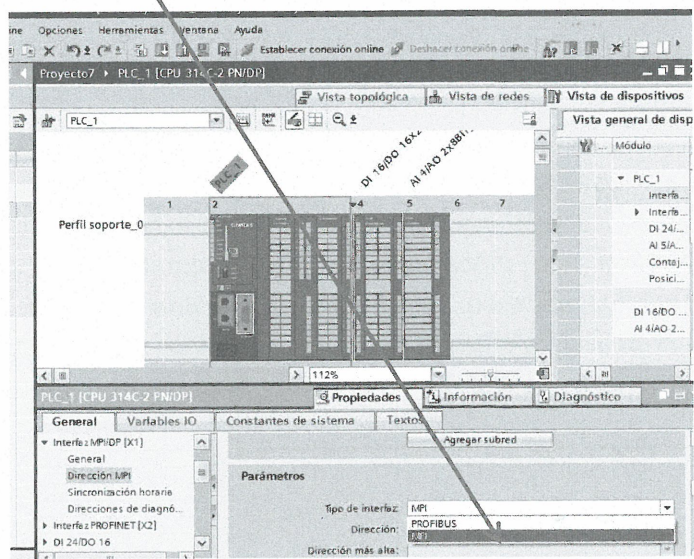 Opciones Herramientas Ventana Ayuda
Establecer conexión online Deshacer conexión online
Proyecto7 ▸ PLC_1 [CPU 314C-2 PN/DP]
Vista topológica Vista de redes Vista de dispositivos
PLC_1 Vista general de disp
... Módulo
PLC_1 DI 16/DO 16x2 AI 4/AO 2x8BIT
PLC_1
Interfa...
1 2 3 4 5 6 7
Interfe...
Perfil soporte_0
DI 24/...
AI 5/A...
Contaj...
Posici...
DI 16/DO ...
AI 4/AO 2...
112%
PLC_1 [CPU 314C-2 PN/DP] Propiedades Información Diagnóstico
General Variables IO Constantes de sistema Textos
Interfaz MPI/DP [X1] Agregar subred
General
Dirección MPI Parámetros
Sincronización horaria
Direcciones de diagnó... Tipo de interfaz: MPI
Interfaz PROFINET [X2] Dirección: PROFIBUS
MPI
DI 24/DO 16 Dirección más alta: